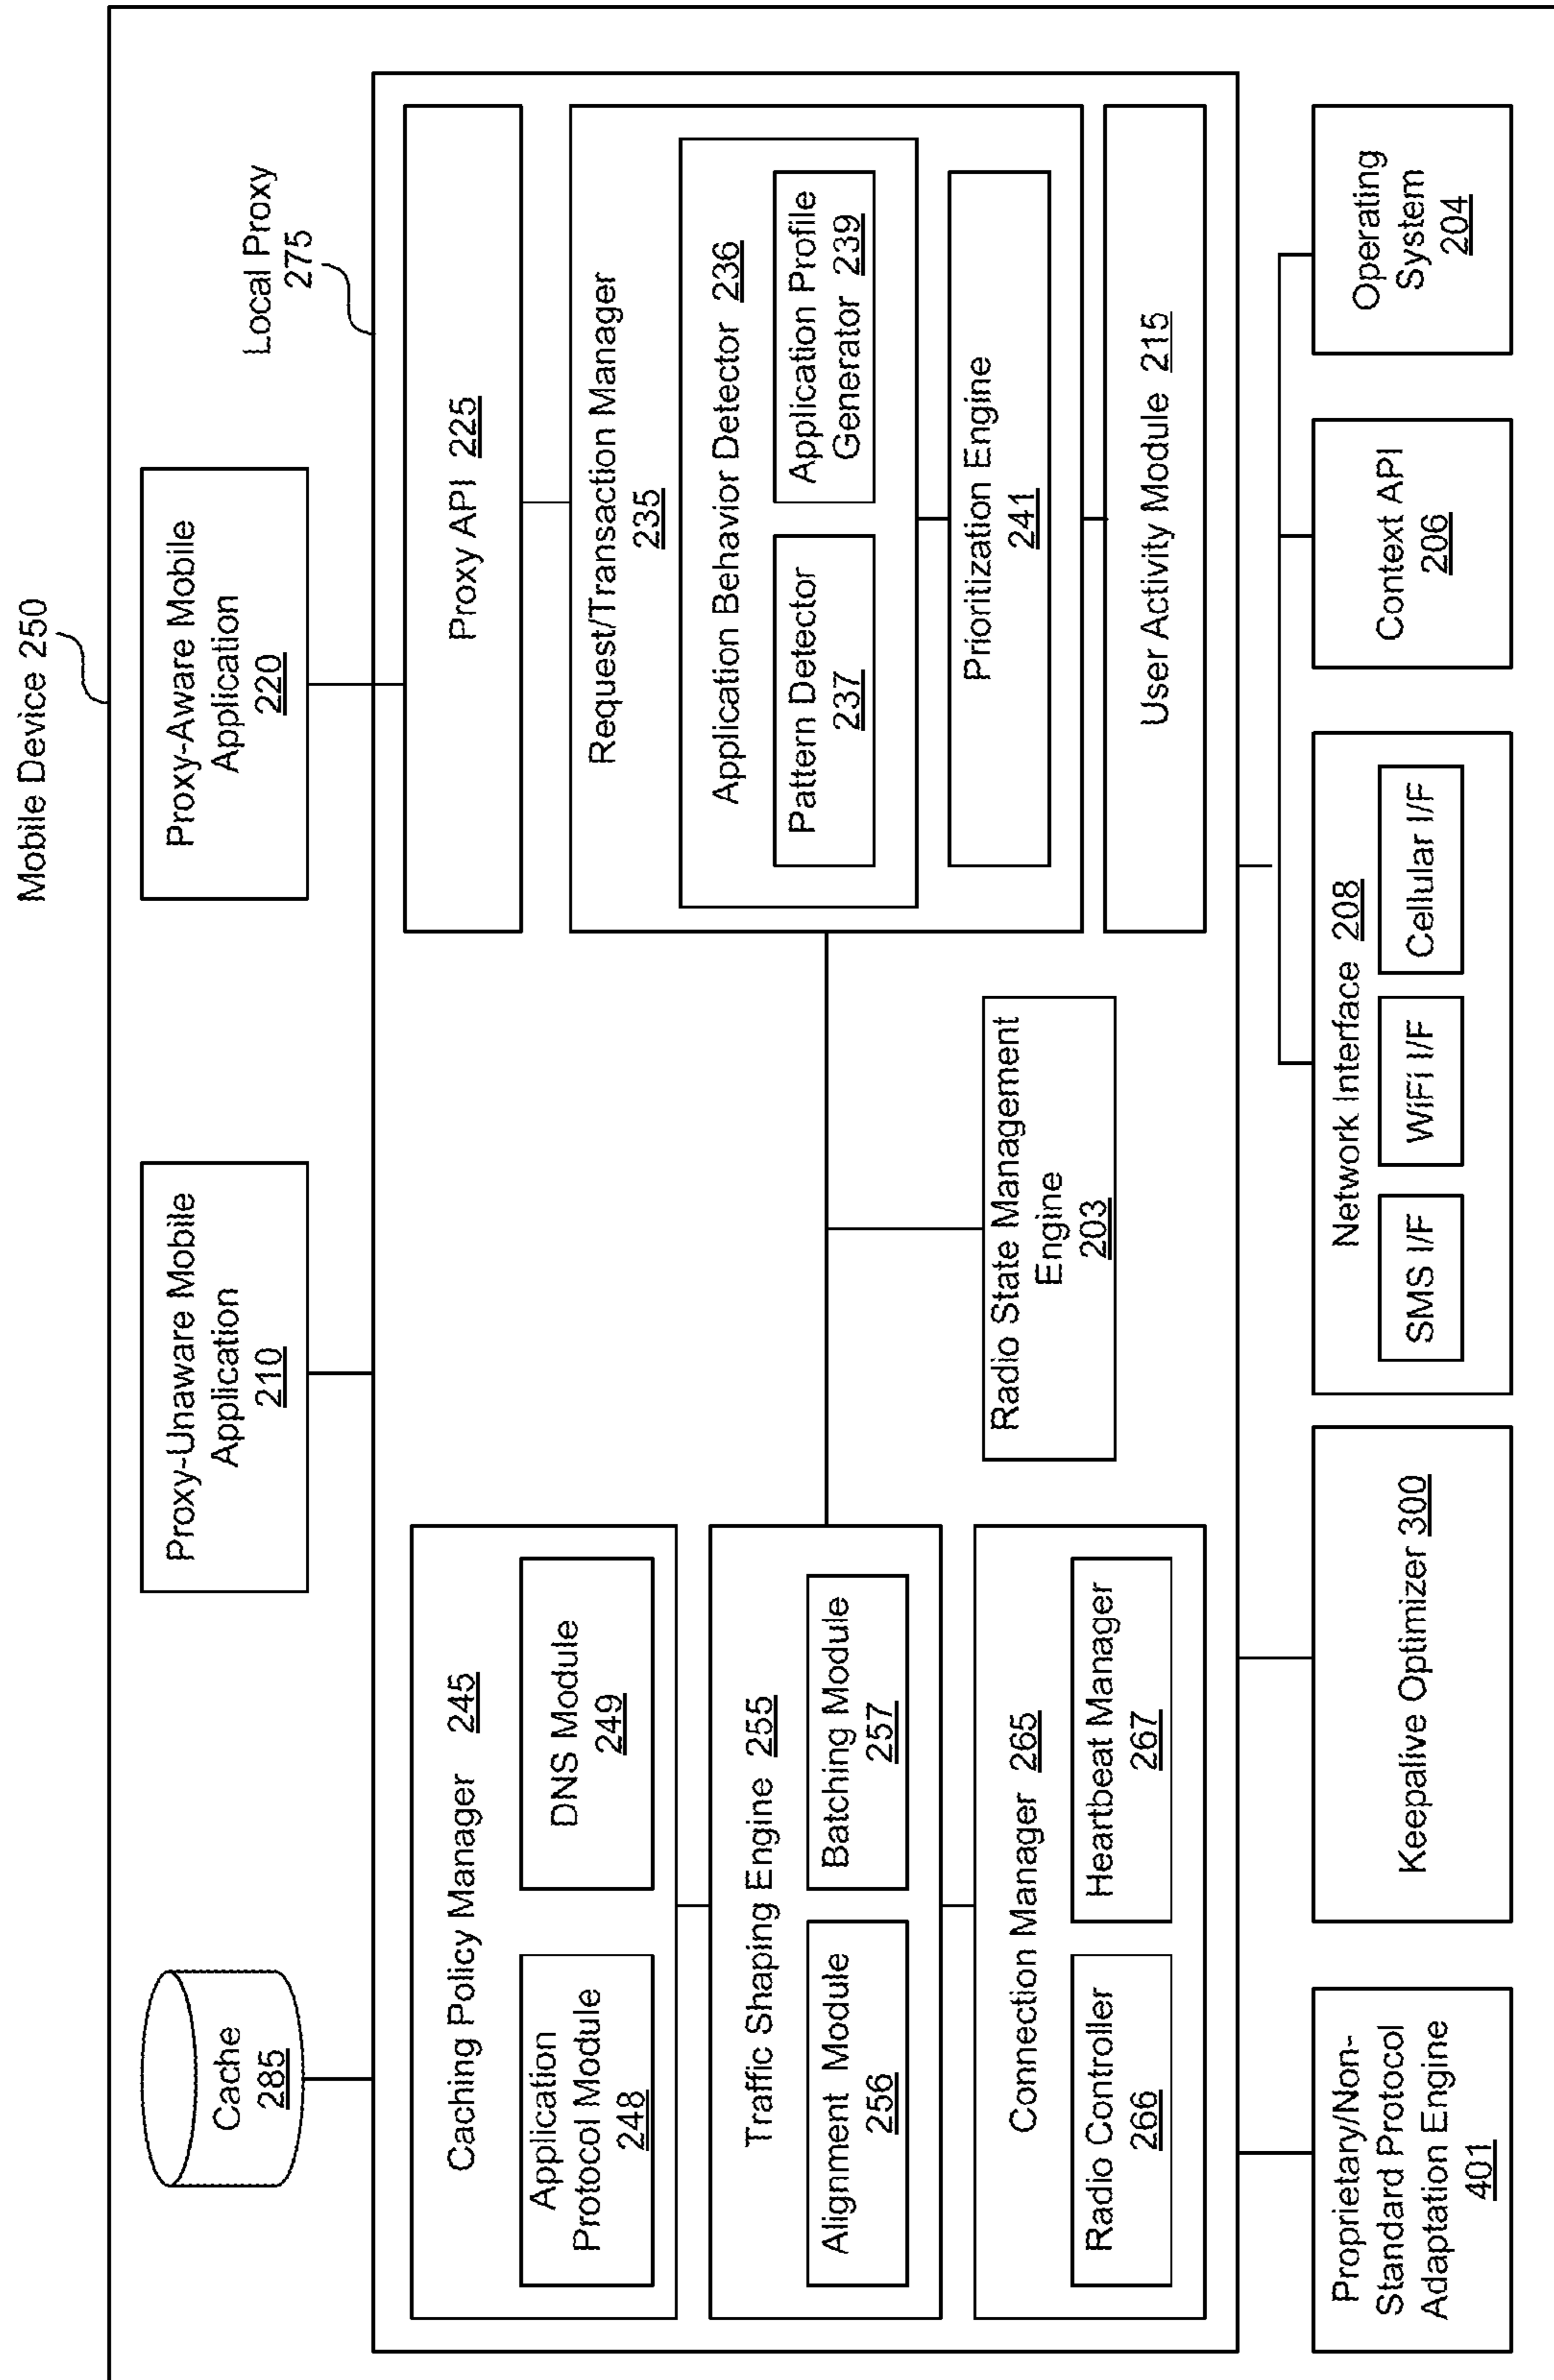 Mobile Device 250
Cache
285
Proxy-Unaware Mobile
Application
210
Proxy-Aware Mobile
Application
220
Local Proxy
275
Caching Policy Manager 245
Application
Protocol Module
248
DNS Module
249
Traffic Shaping Engine 255
Alignment Module
256
Batching Module
257
Connection Manager 265
Radio Controller
266
Heartbeat Manager
267
Radio State Management
Engine
203
Proxy API 225
Request/Transaction Manager
235
Application Behavior Detector 236
Pattern Detector
237
Application Profile
Generator 239
Prioritization Engine
241
User Activity Module 215
Proprietary/Non-
Standard Protocol
Adaptation Engine
401
Keepalive Optimizer 300
Network Interface 208
SMS I/F
WiFi I/F
Cellular I/F
Context API
206
Operating
System
204